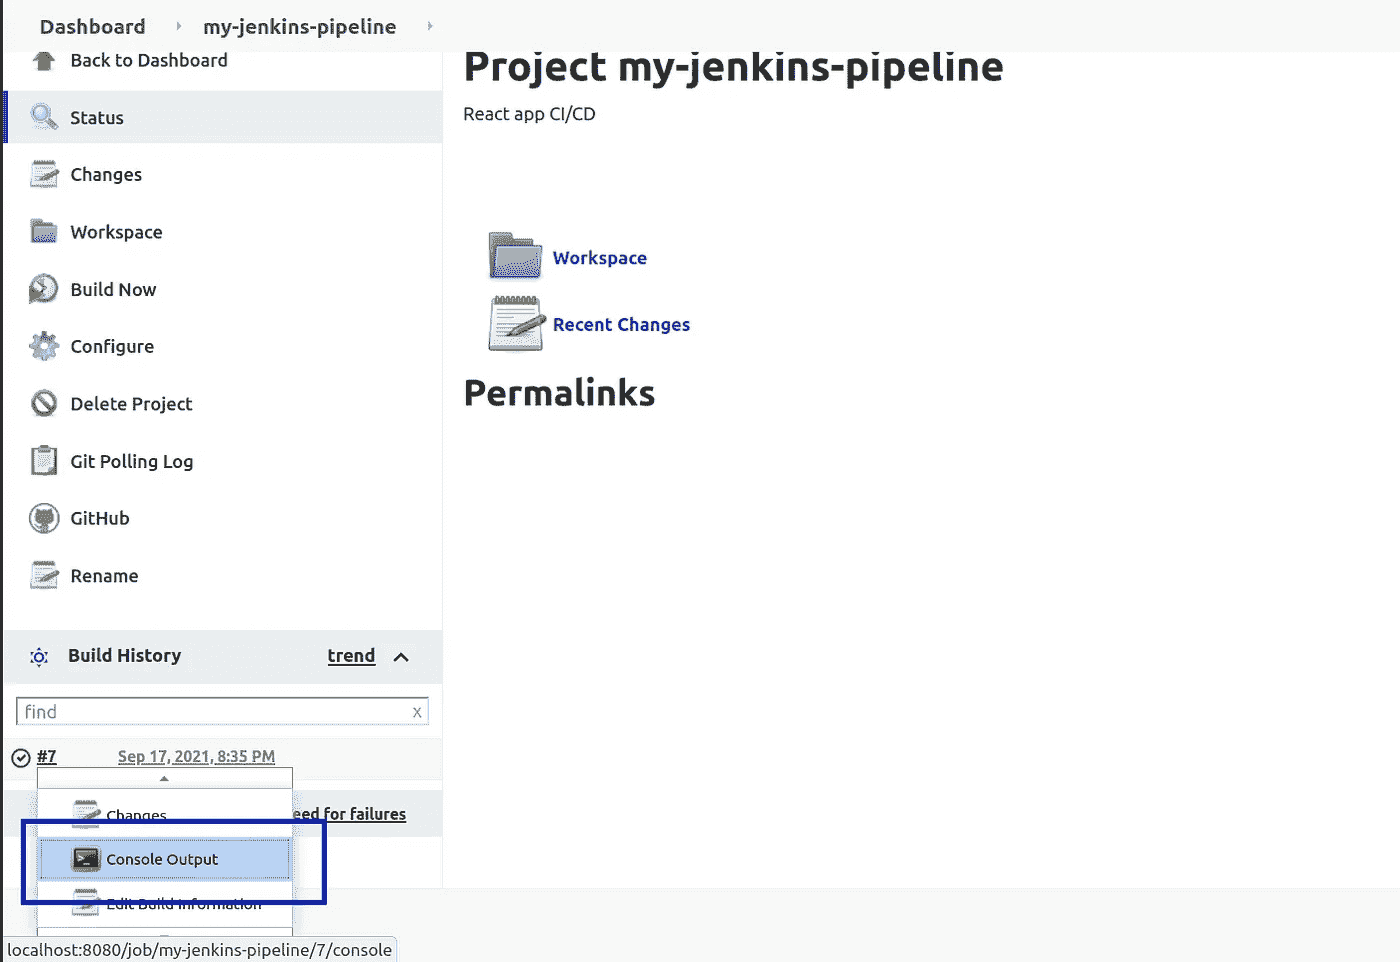 Dashboard my-jenkins-pipeline
Back to Dashboard
Status
Changes
Workspace
Build Now
Configure
Delete Project
Git Polling Log
GitHub
Rename
Build History trend
find x
#7 Sep 17, 2021, 8:35 PM
Changes
for failures
Console Output
Edit Build Information
localhost:8080/job/my-jenkins-pipeline/7/console
Project my-jenkins-pipeline
React app CI/CD
Workspace
Recent Changes
Permalinks